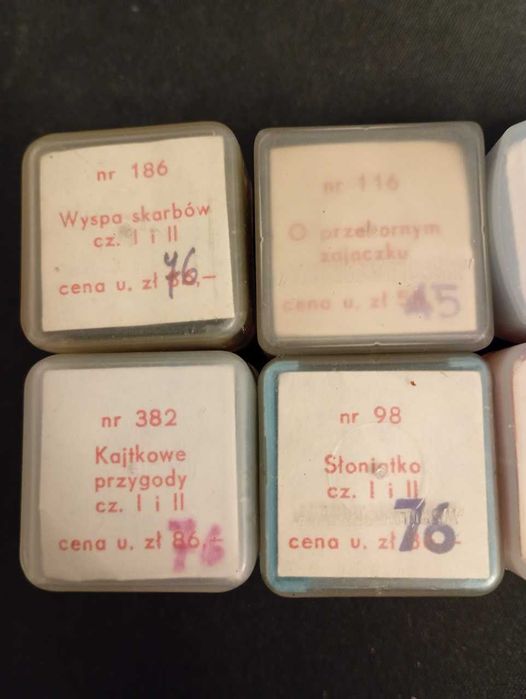 nr 186
Wyspa skarbów
cz. I i II
cena u. zł 76,—
nr 116
O przekornym
zajączku
cena u. zł 45
nr 382
Kajtkowe
przygody
cz. I i II
cena u. zł 86,—
76
nr 98
Słoniątko
cz. I i II
cena u. zł 76